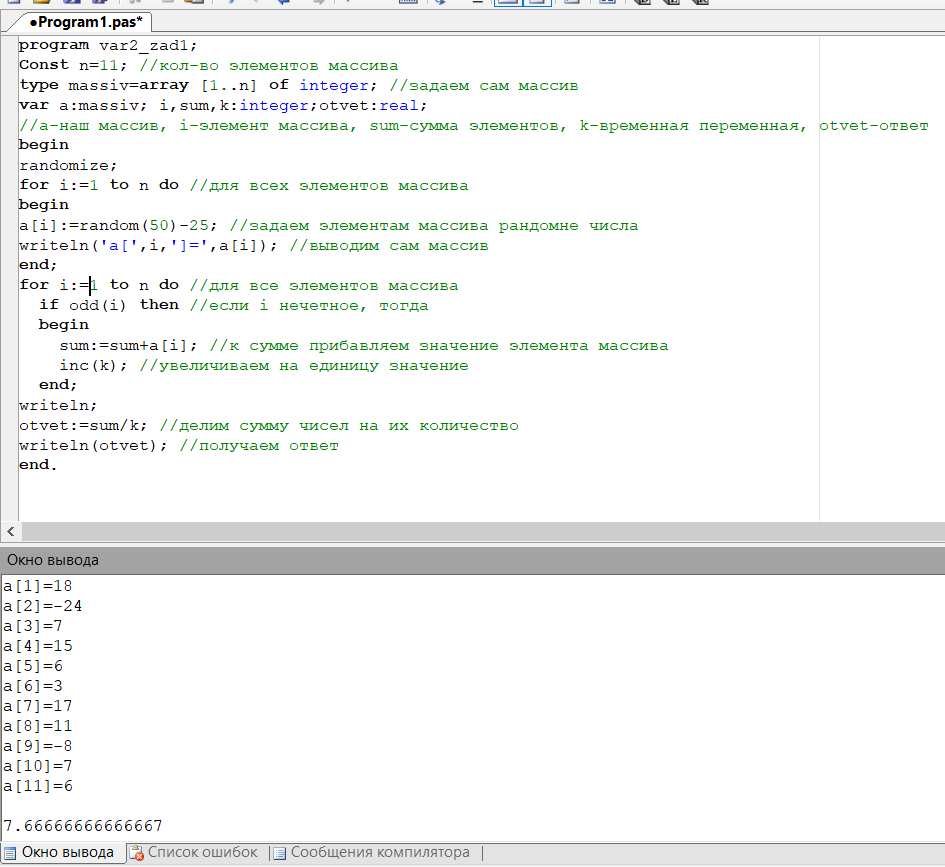 ●Program1.pas*
program var2_zad1;
Const n=11; //кол-во элементов массива
type massiv=array [1..n] of integer; //задаем сам массив
var a:massiv; i,sum,k:integer;otvet:real;
//a-наш массив, i-элемент массива, sum-сумма элементов, k-временная переменная, otvet-ответ
begin
randomize;
for i:=1 to n do //для всех элементов массива
begin
a[i]:=random(50)-25; //задаем элементам массива рандомне числа
writeln('a[',i,']=',a[i]); //выводим сам массив
end;
for i:=1 to n do //для все элементов массива
if odd(i) then //если i нечетное, тогда
begin
sum:=sum+a[i]; //к сумме прибавляем значение элемента массива
inc(k); //увеличиваем на единицу значение
end;
writeln;
otvet:=sum/k; //делим сумму чисел на их количество
writeln(otvet); //получаем ответ
end.
Окно вывода
a[1]=18
a[2]=-24
a[3]=7
a[4]=15
a[5]=6
a[6]=3
a[7]=17
a[8]=11
a[9]=-8
a[10]=7
a[11]=6
7.66666666666667
Окно вывода Список ошибок Сообщения компилятора